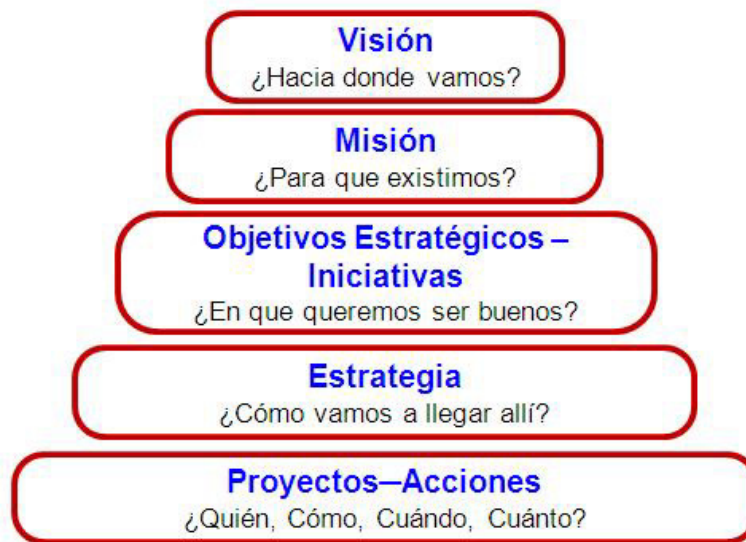 Visión
¿Hacia donde vamos?
Misión
¿Para que existimos?
Objetivos Estratégicos –
Iniciativas
¿En que queremos ser buenos?
Estrategia
¿Cómo vamos a llegar allí?
Proyectos—Acciones
¿Quién, Cómo, Cuándo, Cuánto?